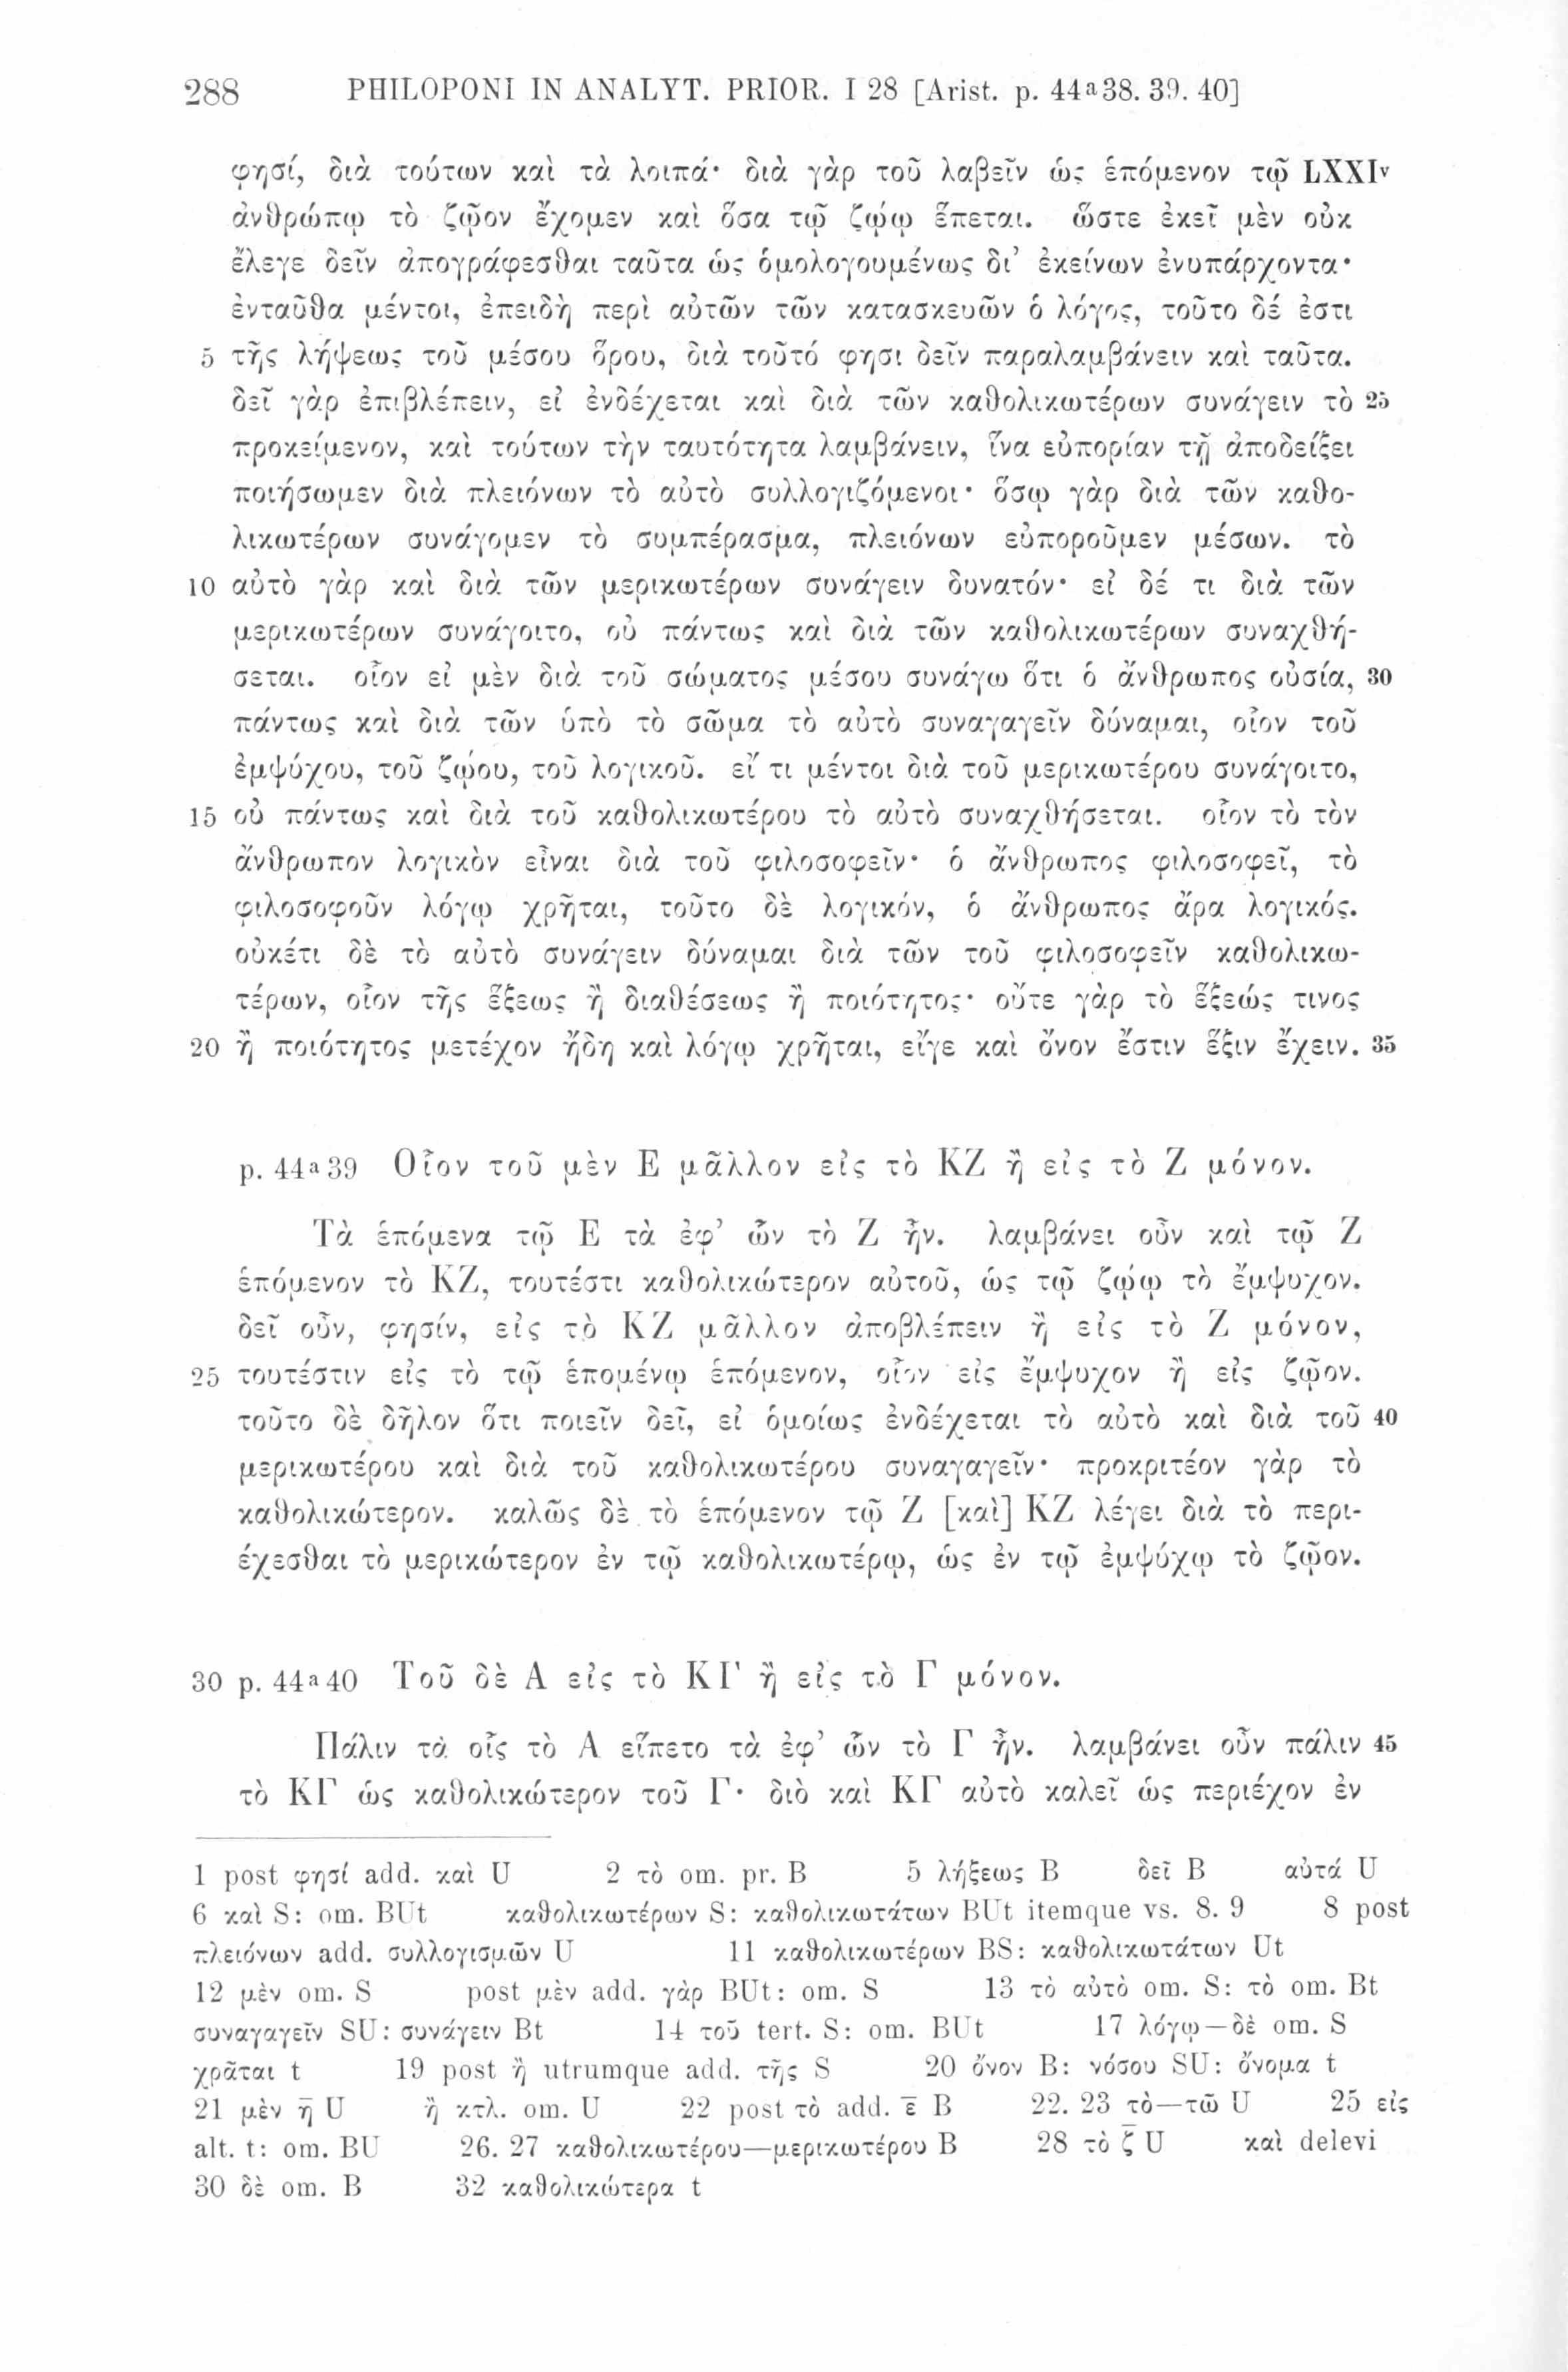 288 PHILOPONI IN ANALYT. PRIOR. I 28 [Arist. p. 44a38. 39. 40]
φησί, διὰ τούτων καὶ τὰ λοιπά· διὰ γὰρ τοῦ λαβεῖν ὡς ἑπόμενον τῷ LXXIv
ἀνθρώπῳ τὸ ζῷον ἔχομεν καὶ ὅσα τῷ ζῴῳ ἕπεται. ὥστε ἐκεῖ μὲν οὐκ
ἔλεγε δεῖν ἀπογράφεσθαι ταῦτα ὡς ὁμολογουμένως δι’ ἐκείνων ἐνυπάρχοντα·
ἐνταῦθα μέντοι, ἐπειδὴ περὶ αὐτῶν τῶν κατασκευῶν ὁ λόγος, τοῦτο δέ ἐστι
5 τῆς λήψεως τοῦ μέσου ὅρου, διὰ τοῦτό φησι δεῖν παραλαμβάνειν καὶ ταῦτα.
δεῖ γὰρ ἐπιβλέπειν, εἰ ἐνδέχεται καὶ διὰ τῶν καθολικωτέρων συνάγειν τὸ 25
προκείμενον, καὶ τούτων τὴν ταυτότητα λαμβάνειν, ἵνα εὐπορίαν τῇ ἀποδείξει
ποιήσωμεν διὰ πλειόνων τὸ αὐτὸ συλλογιζόμενοι· ὅσῳ γὰρ διὰ τῶν καθο-
λικωτέρων συνάγομεν τὸ συμπέρασμα, πλειόνων εὐποροῦμεν μέσων. τὸ
10 αὐτὸ γὰρ καὶ διὰ τῶν μερικωτέρων συνάγειν δυνατόν· εἰ δέ τι διὰ τῶν
μερικωτέρων συνάγοιτο, οὐ πάντως καὶ διὰ τῶν καθολικωτέρων συναχθή-
σεται. οἷον εἰ μὲν διὰ τοῦ σώματος μέσου συνάγω ὅτι ὁ ἄνθρωπος οὐσία, 30
πάντως καὶ διὰ τῶν ὑπὸ τὸ σῶμα τὸ αὐτὸ συναγαγεῖν δύναμαι, οἷον τοῦ
ἐμψύχου, τοῦ ζῴου, τοῦ λογικοῦ. εἴ τι μέντοι διὰ τοῦ μερικωτέρου συνάγοιτο,
15 οὐ πάντως καὶ διὰ τοῦ καθολικωτέρου τὸ αὐτὸ συναχθήσεται. οἷον τὸ τὸν
ἄνθρωπον λογικὸν εἶναι διὰ τοῦ φιλοσοφεῖν· ὁ ἄνθρωπος φιλοσοφεῖ, τὸ
φιλοσοφοῦν λόγῳ χρῆται, τοῦτο δὲ λογικόν, ὁ ἄνθρωπος ἄρα λογικός.
οὐκέτι δὲ τὸ αὐτὸ συνάγειν δύναμαι διὰ τῶν τοῦ φιλοσοφεῖν καθολικω-
τέρων, οἷον τῆς ἕξεως ἢ διαθέσεως ἢ ποιότητος· οὔτε γὰρ τὸ ἕξεώς τινος
20 ἢ ποιότητος μετέχον ἤδη καὶ λόγῳ χρῆται, εἴγε καὶ ὄνον ἔστιν ἕξιν ἔχειν. 35
p. 44a39 Οἷον τοῦ μὲν Ε μᾶλλον εἰς τὸ ΚΖ ἢ εἰς τὸ Ζ μόνον.
Τὰ ἑπόμενα τῷ Ε τὰ ἐφ’ ὧν τὸ Ζ ἦν. λαμβάνει οὖν καὶ τῷ Ζ
ἑπόμενον τὸ ΚΖ, τουτέστι καθολικώτερον αὐτοῦ, ὡς τῷ ζῴῳ τὸ ἔμψυχον.
δεῖ οὖν, φησίν, εἰς τὸ ΚΖ μᾶλλον ἀποβλέπειν ἢ εἰς τὸ Ζ μόνον,
25 τουτέστιν εἰς τὸ τῷ ἑπομένῳ ἑπόμενον, οἷον εἰς ἔμψυχον ἢ εἰς ζῷον.
τοῦτο δὲ δῆλον ὅτι ποιεῖν δεῖ, εἰ ὁμοίως ἐνδέχεται τὸ αὐτὸ καὶ διὰ τοῦ 40
μερικωτέρου καὶ διὰ τοῦ καθολικωτέρου συναγαγεῖν· προκριτέον γὰρ τὸ
καθολικώτερον. καλῶς δὲ τὸ ἑπόμενον τῷ Ζ [καὶ] ΚΖ λέγει διὰ τὸ περι-
έχεσθαι τὸ μερικώτερον ἐν τῷ καθολικωτέρῳ, ὡς ἐν τῷ ἐμψύχῳ τὸ ζῷον.
30 p. 44a40 Τοῦ δὲ Α εἰς τὸ ΚΓ ἢ εἰς τὸ Γ μόνον.
Πάλιν τὰ οἷς τὸ Α εἵπετο τὰ ἐφ’ ὧν τὸ Γ ἦν. λαμβάνει οὖν πάλιν 45
τὸ ΚΓ ὡς καθολικώτερον τοῦ Γ· διὸ καὶ ΚΓ αὐτὸ καλεῖ ὡς περιέχον ἐν
1 post φησί add. καὶ U 2 τὸ om. pr. B 5 λήξεως B δεῖ B αὐτά U
6 καὶ S: om. BUt καθολικωτέρων S: καθολικωτάτων BUt itemque vs. 8. 9 8 post
πλειόνων add. συλλογισμῶν U 11 καθολικωτέρων BS: καθολικωτάτων Ut
12 μὲν om. S post μὲν add. γὰρ BUt: om. S 13 τὸ αὐτὸ om. S: τὸ om. Bt
συναγαγεῖν SU: συνάγειν Bt 14 τοῦ tert. S: om. BUt 17 λόγῳ—δὲ om. S
χρᾶται t 19 post ἢ utrumque add. τῆς S 20 ὄνον B: νόσου SU: ὄνομα t
21 μὲν η̄ U ἢ κτλ. om. U 22 post τὸ add. ε̄ B 22. 23 τὸ—τῶ U 25 εἰς
alt. t: om. BU 26. 27 καθολικωτέρου—μερικωτέρου B 28 τὸ ζ̄ U καὶ delevi
30 δὲ om. B 32 καθολικώτερα t